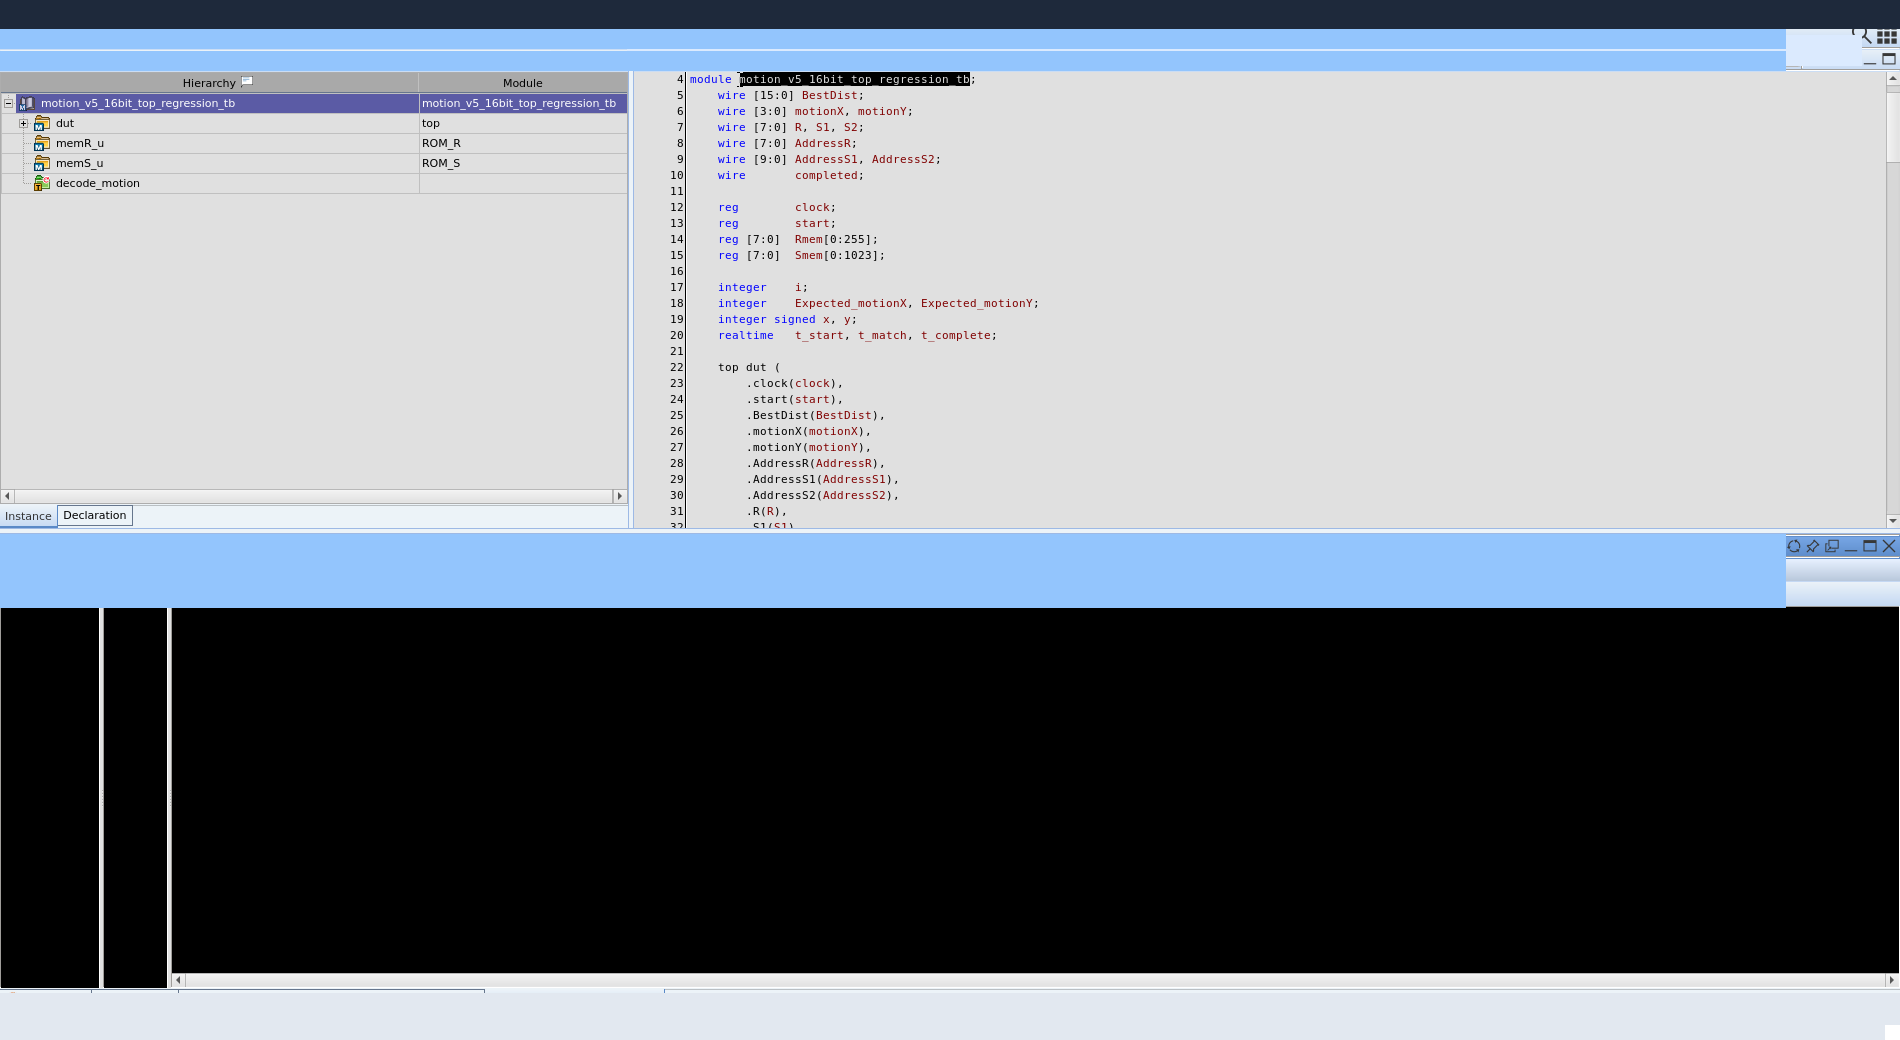 Hierarchy Module
motion_v5_16bit_top_regression_tb motion_v5_16bit_top_regression_tb
dut top
memR_u ROM_R
memS_u ROM_S
decode_motion
Instance Declaration
4 module motion_v5_16bit_top_regression_tb;
5 wire [15:0] BestDist;
6 wire [3:0] motionX, motionY;
7 wire [7:0] R, S1, S2;
8 wire [7:0] AddressR;
9 wire [9:0] AddressS1, AddressS2;
10 wire completed;
11
12 reg clock;
13 reg start;
14 reg [7:0] Rmem[0:255];
15 reg [7:0] Smem[0:1023];
16
17 integer i;
18 integer Expected_motionX, Expected_motionY;
19 integer signed x, y;
20 realtime t_start, t_match, t_complete;
21
22 top dut (
23 .clock(clock),
24 .start(start),
25 .BestDist(BestDist),
26 .motionX(motionX),
27 .motionY(motionY),
28 .AddressR(AddressR),
29 .AddressS1(AddressS1),
30 .AddressS2(AddressS2),
31 .R(R),
32 .S1(S1),